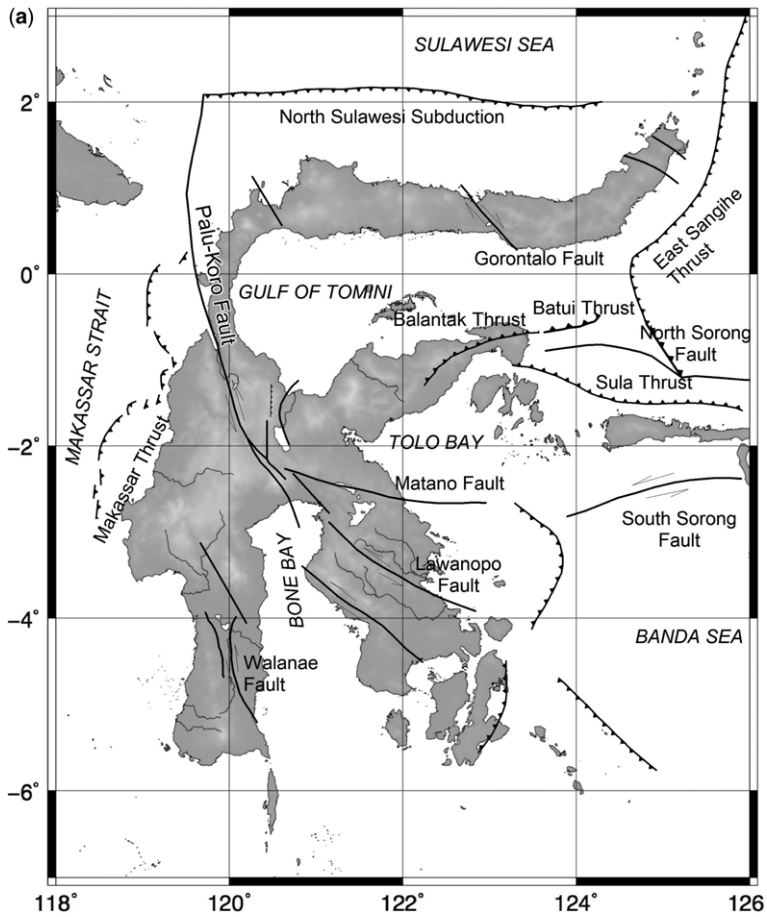 (a)
SULAWESI SEA
2°
North Sulawesi Subduction
Palu-Koro Fault
East Sangihe
Thrust
Gorontalo Fault
0°
GULF OF TOMINI
Batui Thrust
Balantak Thrust
North Sorong
Fault
MAKASSAR STRAIT
Sula Thrust
Makassar Thrust
−2°
TOLO BAY
Matano Fault
South Sorong
Fault
BONE BAY
Lawanopo
Fault
−4°
BANDA SEA
Walanae
Fault
−6°
118°
120°
122°
124°
126°